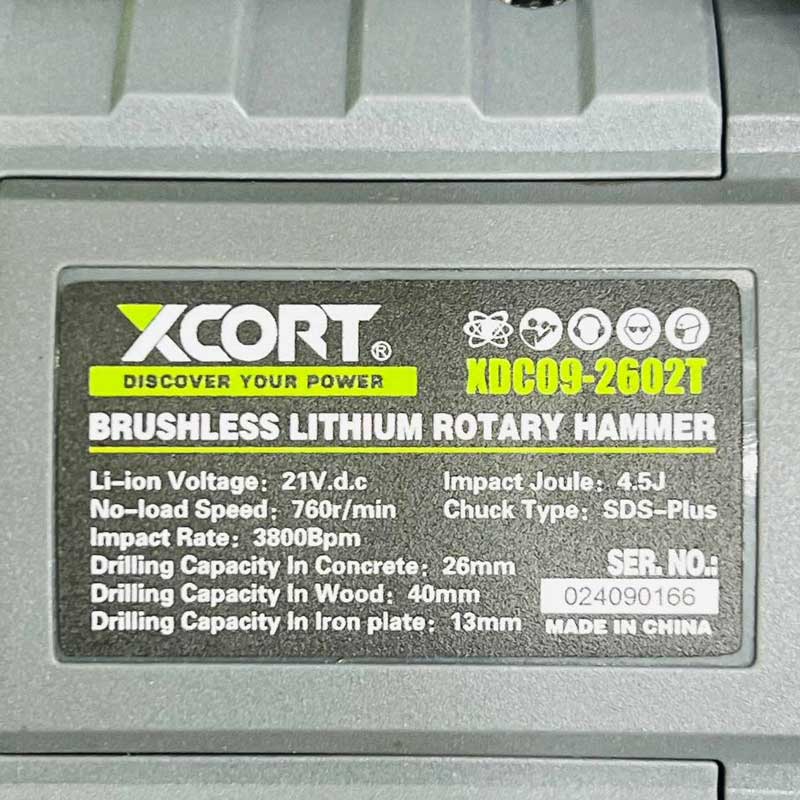 XCORT®
DISCOVER YOUR POWER
XDC09-2602T
BRUSHLESS LITHIUM ROTARY HAMMER
Li-ion Voltage: 21V.d.c
Impact Joule: 4.5J
No-load Speed: 760r/min
Chuck Type: SDS-Plus
Impact Rate: 3800Bpm
Drilling Capacity In Concrete: 26mm
Drilling Capacity In Wood: 40mm
Drilling Capacity In Iron plate: 13mm
SER. NO.:
024090166
MADE IN CHINA